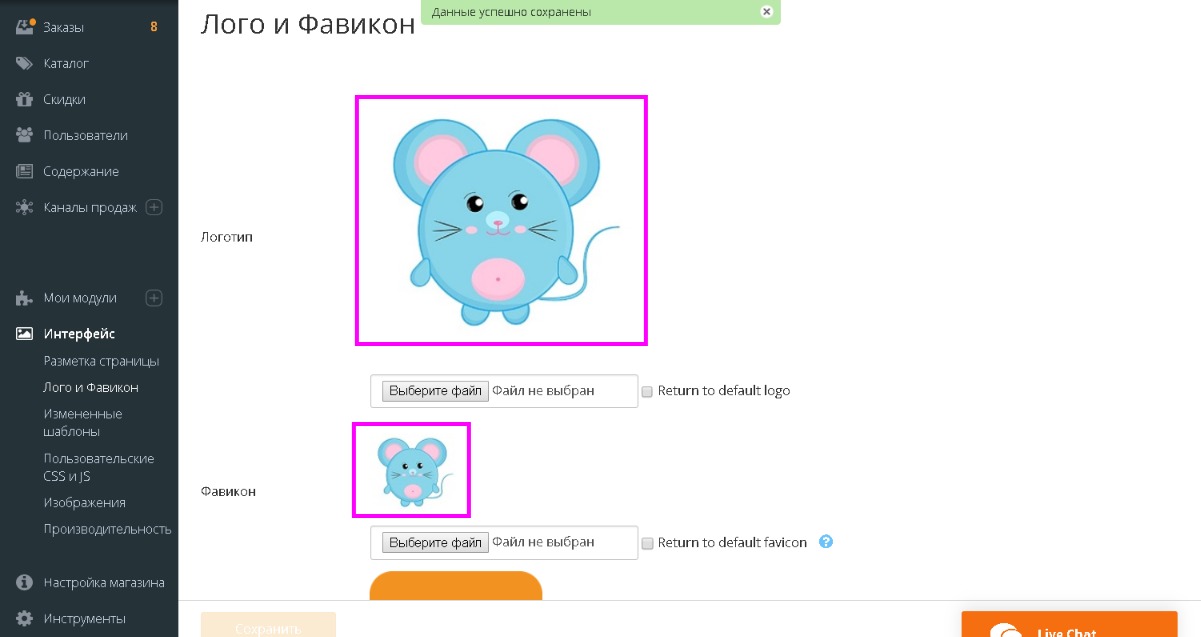 Данные успешно сохранены
Лого и Фавикон
Заказы 8
Каталог
Скидки
Пользователи
Содержание
Каналы продаж
Мои модули
Интерфейс
Разметка страницы
Лого и Фавикон
Измененные
шаблоны
Пользовательские
CSS и JS
Изображения
Производительность
Настройка магазина
Инструменты
Логотип
Выберите файл Файл не выбран Return to default logo
Фавикон
Выберите файл Файл не выбран Return to default favicon ?
Сохранить
Live Chat